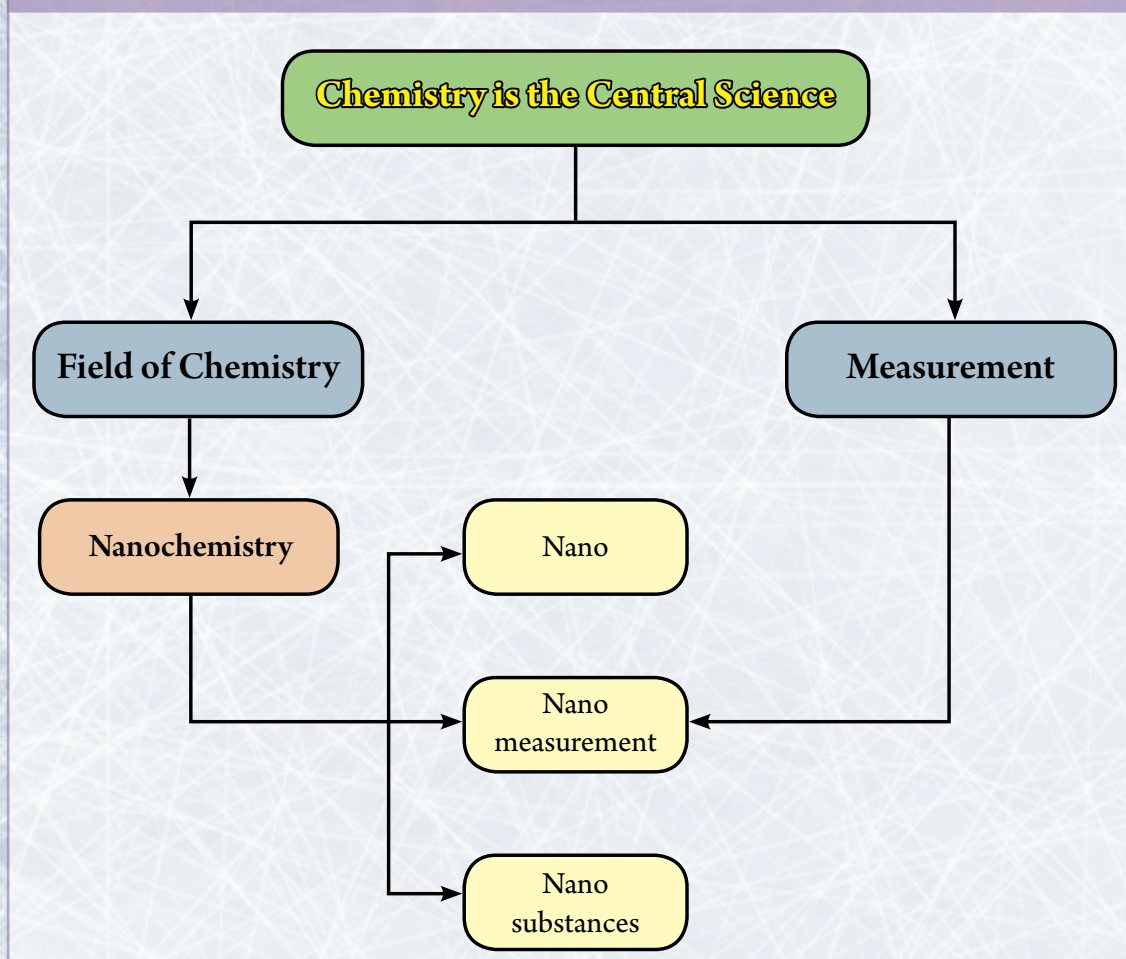 Chemistry is the Central Science
Field of Chemistry
Measurement
Nanochemistry
Nano
Nano
measurement
Nano
substances